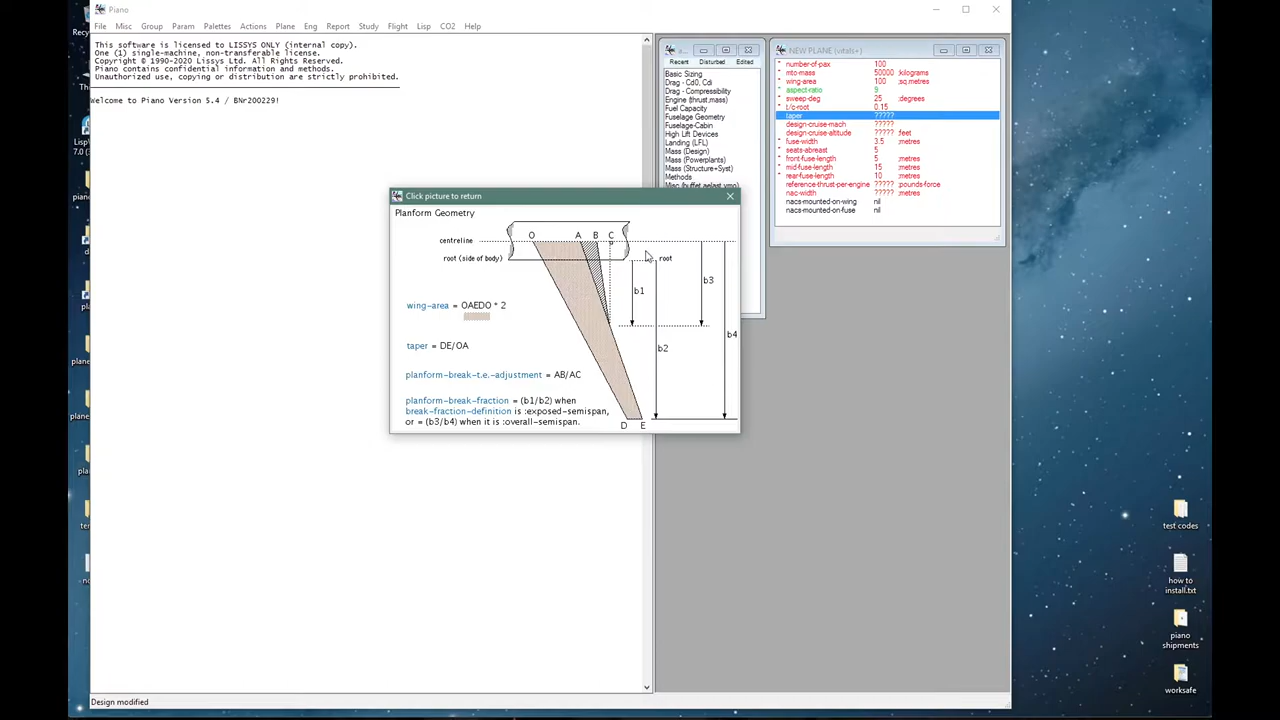 Piano
File Misc Group Param Palettes Actions Plane Eng Report Study Flight Lisp CO2 Help
This software is licensed to LISSYS ONLY (internal copy).
One (1) single-machine, non-transferable license.
Copyright © 1990-2020 Lissys Ltd. All Rights Reserved.
Piano contains confidential information and methods.
Unauthorized use, copying or distribution are strictly prohibited.
Welcome to Piano Version 5.4 / BNr200229!
Recent Disturbed Edited
Basic Sizing
Drag - Cd0, Cdi
Drag - Compressibility
Engine (thrust,mass)
Fuel Capacity
Fuselage Geometry
Fuselage-Cabin
High Lift Devices
Landing (LFL)
Mass (Design)
Mass (Powerplants)
Mass (Structure+Syst)
Methods
NEW PLANE (vitals+)
* number-of-pax 100
* mto-mass 50000 ;kilograms
* wing-area 100 ;sq.metres
* aspect-ratio 9
* sweep-deg 25 ;degrees
* t/c-root 0.15
taper ?????
design-cruise-mach ?????
design-cruise-altitude ????? ;feet
* fuse-width 3.5 ;metres
* seats-abreast 5
* front-fuse-length 5 ;metres
* mid-fuse-length 15 ;metres
* rear-fuse-length 10 ;metres
reference-thrust-per-engine ????? ;pounds-force
nac-width ????? ;metres
nacs-mounted-on-wing nil
nacs-mounted-on-fuse nil
Click picture to return
Planform Geometry
O A B C
centreline
root (side of body) root
b1 b3
b2 b4
wing-area = OAEDO * 2
taper = DE/OA
planform-break-t.e.-adjustment = AB/AC
planform-break-fraction = (b1/b2) when
break-fraction-definition is :exposed-semispan,
or = (b3/b4) when it is :overall-semispan.
D E
Design modified
test codes
how to
install.txt
piano
shipments
worksafe